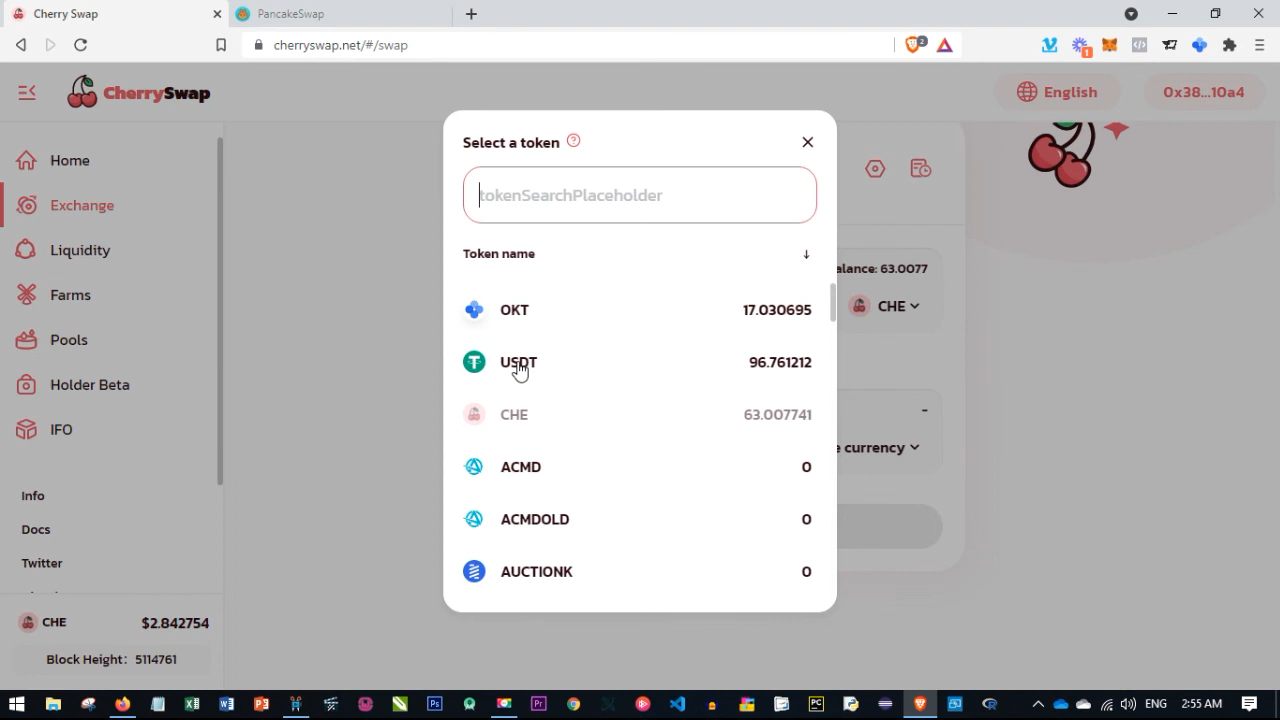 Cherry Swap
PancakeSwap
cherryswap.net/#/swap
2
1
CherrySwap
English
0x38...10a4
Home
Exchange
Liquidity
Farms
Pools
Holder Beta
IFO
Info
Docs
Twitter
CHE
$2.842754
Block Height: 5114761
Select a token
tokenSearchPlaceholder
Token name
OKT
17.030695
USDT
96.761212
CHE
63.007741
ACMD
0
ACMDOLD
0
AUCTIONK
0
alance: 63.0077
CHE
-
e currency
ENG
2:55 AM